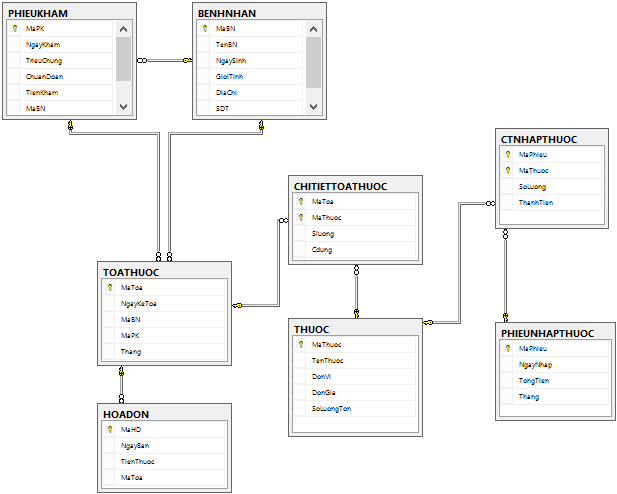 PHIEUKHAM
MaPK
NgayKham
TrieuChung
ChuanDoan
TienKham
MaBN
BENHNHAN
MaBN
TenBN
NgaySinh
GioiTinh
DiaChi
SDT
CTNHAPTHUOC
MaPhieu
MaThuoc
SoLuong
ThanhTien
CHITIETTOATHUOC
MaToa
MaThuoc
Sluong
Cdung
TOATHUOC
MaToa
NgayKeToa
MaBN
MaPK
Thang
THUOC
MaThuoc
TenThuoc
DonVi
DonGia
SoLuongTon
PHIEUNHAPTHUOC
MaPhieu
NgayNhap
TongTien
Thang
HOADON
MaHD
NgayBan
TienThuoc
MaToa